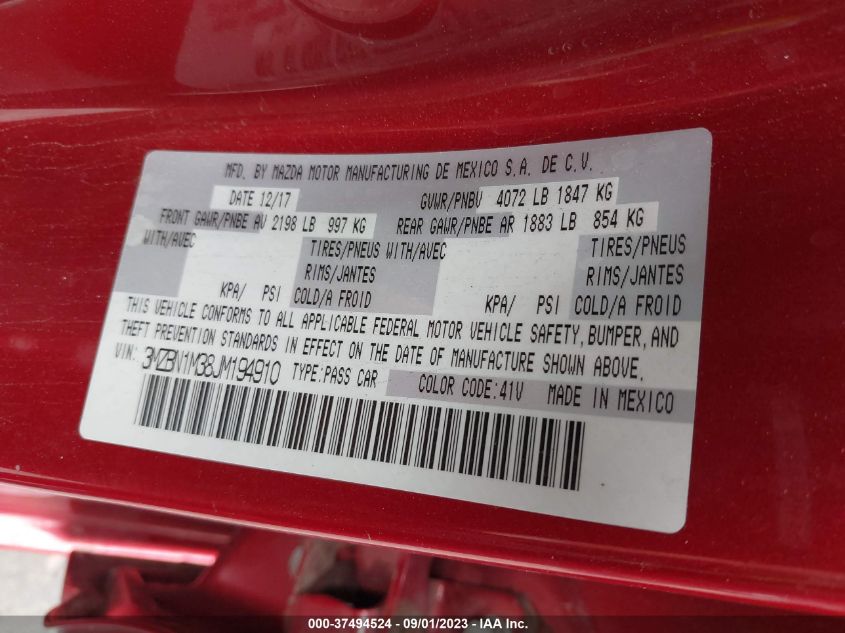 MFD. BY MAZDA MOTOR MANUFACTURING DE MEXICO S.A. DE C.V.
DATE 12/17 GVWR/PNBV 4072 LB 1847 KG
FRONT GAWR/PNBE AV 2198 LB 997 KG REAR GAWR/PNBE AR 1883 LB 854 KG
WITH/AVEC TIRES/PNEUS WITH/AVEC TIRES/PNEUS
RIMS/JANTES RIMS/JANTES
KPA/ PSI COLD/A FROID KPA/ PSI COLD/A FROID
THIS VEHICLE CONFORMS TO ALL APPLICABLE FEDERAL MOTOR VEHICLE SAFETY, BUMPER, AND
THEFT PREVENTION STANDARDS IN EFFECT ON THE DATE OF MANUFACTURE SHOWN ABOVE.
VIN: 3MZBN1M38JM194910 TYPE:PASS CAR COLOR CODE:41V MADE IN MEXICO
000-37494524 - 09/01/2023 - IAA Inc.